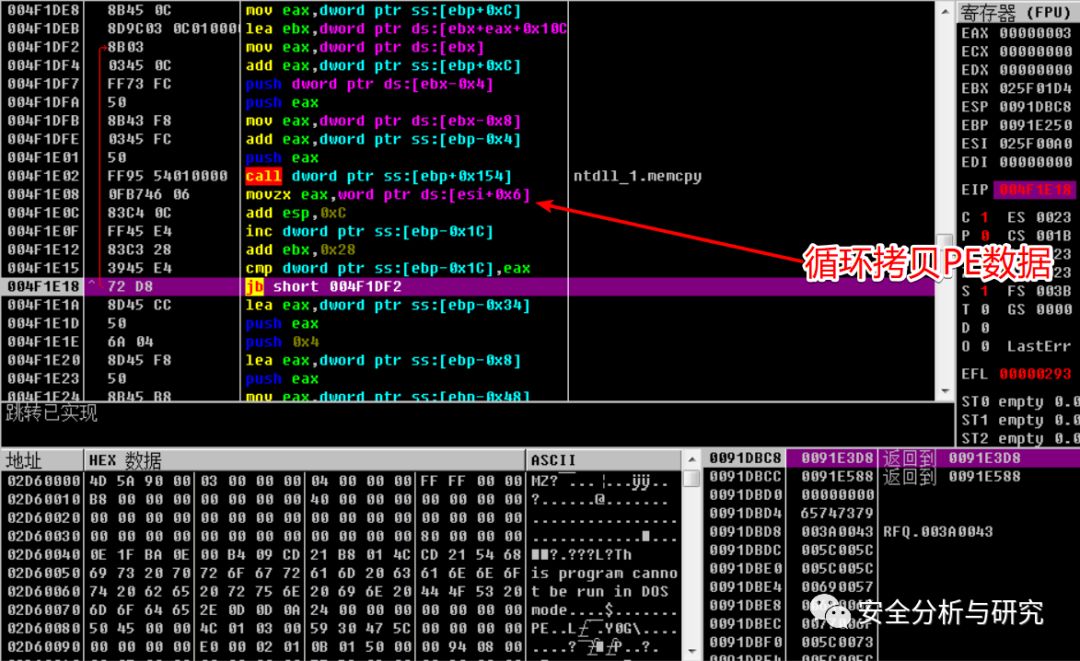 004F1DE8 8B45 0C mov eax,dword ptr ss:[ebp+0xC]
004F1DEB 8D9C03 0C01000 lea ebx,dword ptr ds:[ebx+eax+0x10C
004F1DF2 8B03 mov eax,dword ptr ds:[ebx]
004F1DF4 0345 0C add eax,dword ptr ss:[ebp+0xC]
004F1DF7 FF73 FC push dword ptr ds:[ebx-0x4]
004F1DFA 50 push eax
004F1DFB 8B43 F8 mov eax,dword ptr ds:[ebx-0x8]
004F1DFE 0345 FC add eax,dword ptr ss:[ebp-0x4]
004F1E01 50 push eax
004F1E02 FF95 54010000 call dword ptr ss:[ebp+0x154] ntdll_1.memcpy
004F1E08 0FB746 06 movzx eax,word ptr ds:[esi+0x6]
004F1E0C 83C4 0C add esp,0xC
004F1E0F FF45 E4 inc dword ptr ss:[ebp-0x1C]
004F1E12 83C3 28 add ebx,0x28
004F1E15 3945 E4 cmp dword ptr ss:[ebp-0x1C],eax
004F1E18 ^ 72 D8 jb short 004F1DF2
004F1E1A 8D45 CC lea eax,dword ptr ss:[ebp-0x34]
004F1E1D 50 push eax
004F1E1E 6A 04 push 0x4
004F1E20 8D45 F8 lea eax,dword ptr ss:[ebp-0x8]
004F1E23 50 push eax
004F1E24 8B45 B8 mov eax,dword ptr ss:[ebp-0x48]
循环拷贝PE数据
跳转已实现
寄存器 (FPU)
EAX 00000003
ECX 00000000
EDX 00000000
EBX 025F01D4
ESP 0091DBC8
EBP 0091E250
ESI 025F00A0
EDI 00000000
EIP 004F1E18
C 1 ES 0023
P 0 CS 001B
S 1 FS 003B
T 0 GS 0000
D 0
O 0 LastErr
EFL 00000293
ST0 empty 0.0
ST1 empty 0.0
ST2 empty 0.0
地址 HEX 数据 ASCII
02D60000 4D 5A 90 00 03 00 00 00 04 00 00 00 FF FF 00 00 MZ?....¦...ÿÿ..
02D60010 B8 00 00 00 00 00 00 00 40 00 00 00 00 00 00 00 ?.......@.......
02D60020 00 00 00 00 00 00 00 00 00 00 00 00 00 00 00 00 ................
02D60030 00 00 00 00 00 00 00 00 00 00 00 00 80 00 00 00
02D60040 0E 1F BA 0E 00 B4 09 CD 21 B8 01 4C CD 21 54 68
02D60050 69 73 20 70 72 6F 67 72 61 6D 20 63 61 6E 6E 6F is program canno
02D60060 74 20 62 65 20 72 75 6E 20 69 6E 20 44 4F 53 20 t be run in DOS
02D60070 6D 6F 64 65 2E 0D 0D 0A 24 00 00 00 00 00 00 00 mode....$.......
02D60080 50 45 00 00 4C 01 03 00 59 30 47 5C 00 00 00 00
02D60090 00 00 00 00 E0 00 02 01 0B 01 50 00 00 94 08 00
0091DBC8 0091E3D8 返回到 0091E3D8
0091DBCC 0091E588 返回到 0091E588
0091DBD0 00000000
0091DBD4 65747379
0091DBD8 003A0043 RFQ.003A0043
0091DBDC 005C005C
0091DBE0 005C005C
0091DBE4 00690057
0091DBE8
0091DBEC
0091DBF0 005C0073
安全分析与研究